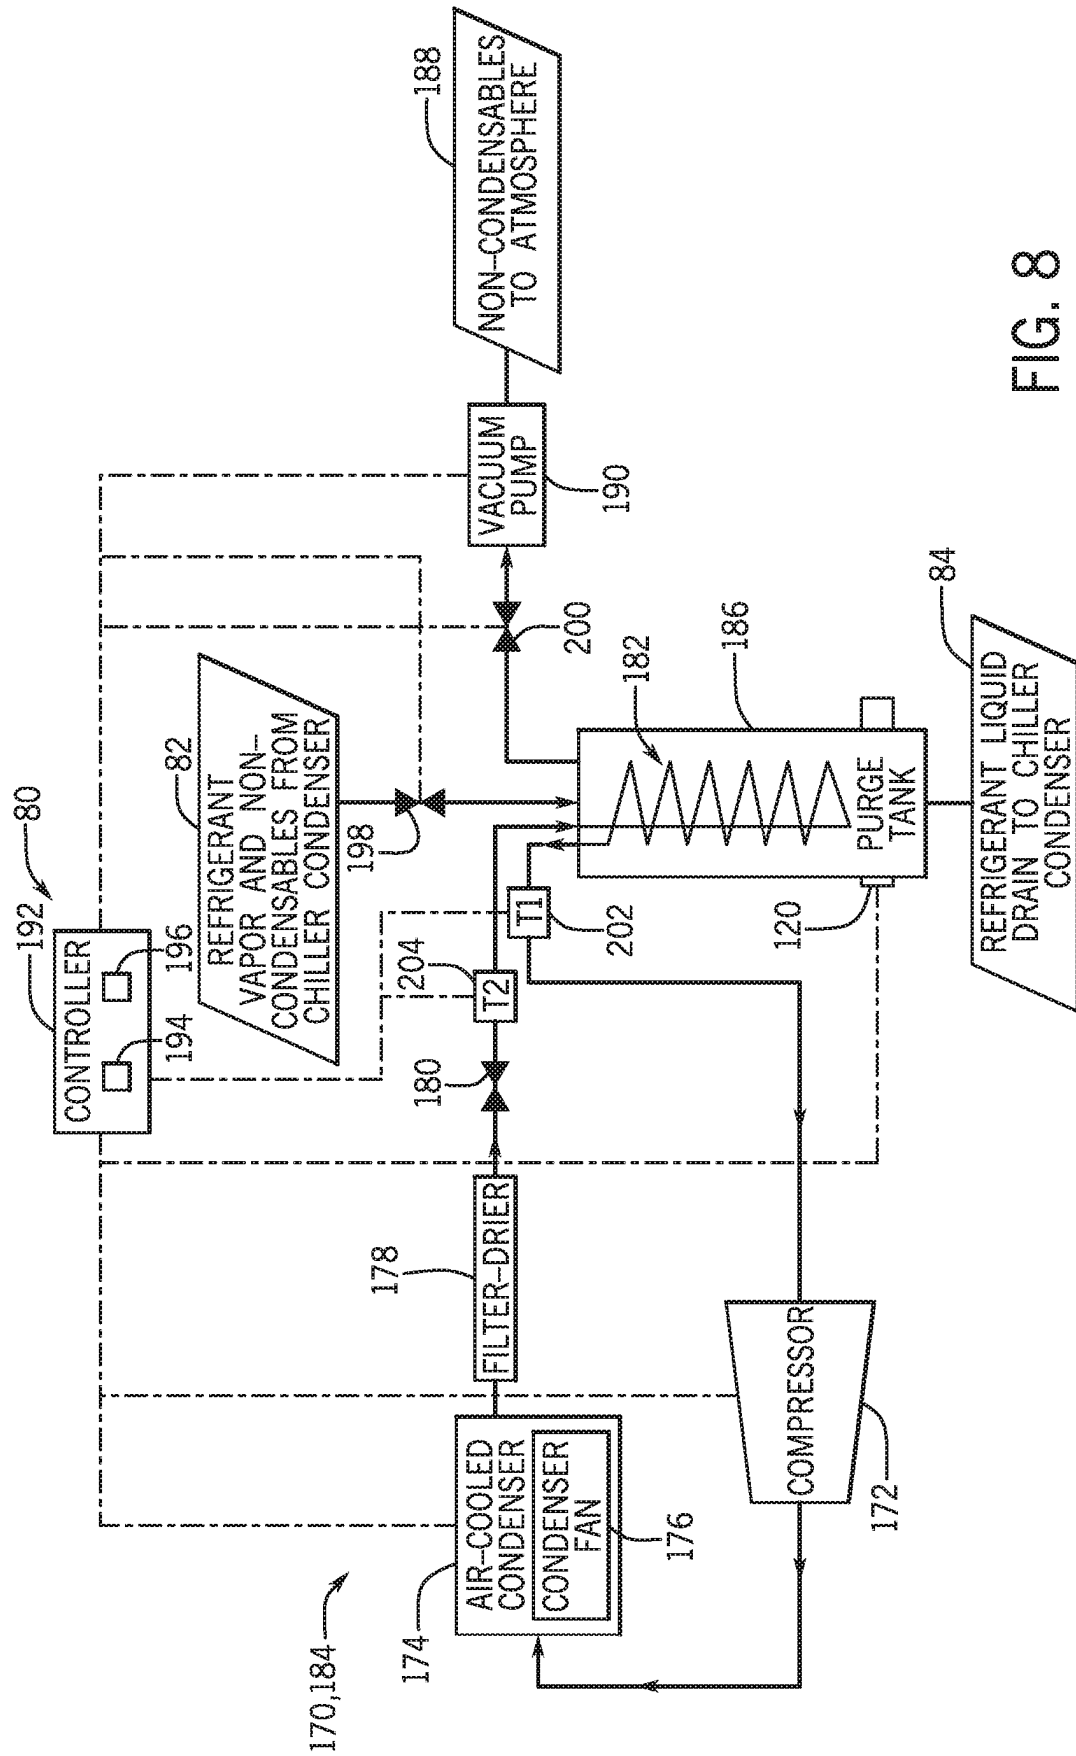 80
192
CONTROLLER
194
196
82
REFRIGERANT
VAPOR AND NON-
CONDENSABLES FROM
CHILLER CONDENSER
198
188
NON-CONDENSABLES
TO ATMOSPHERE
VACUUM
PUMP
190
200
170,184
174
AIR-COOLED
CONDENSER
CONDENSER
FAN
176
178
FILTER-DRIER
180
204
T2
T1
202
182
186
PURGE
TANK
120
84
REFRIGERANT LIQUID
DRAIN TO CHILLER
CONDENSER
COMPRESSOR
172
FIG. 8